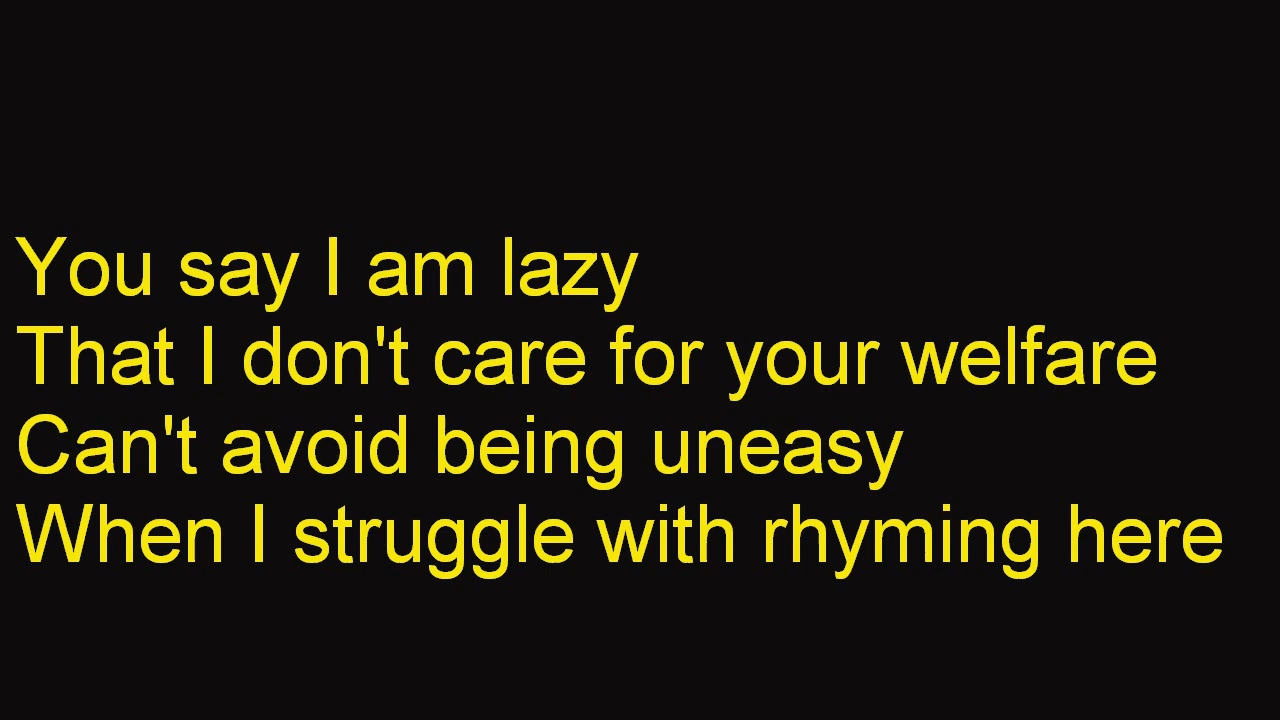 You say I am lazy
That I don't care for your welfare
Can't avoid being uneasy
When I struggle with rhyming here